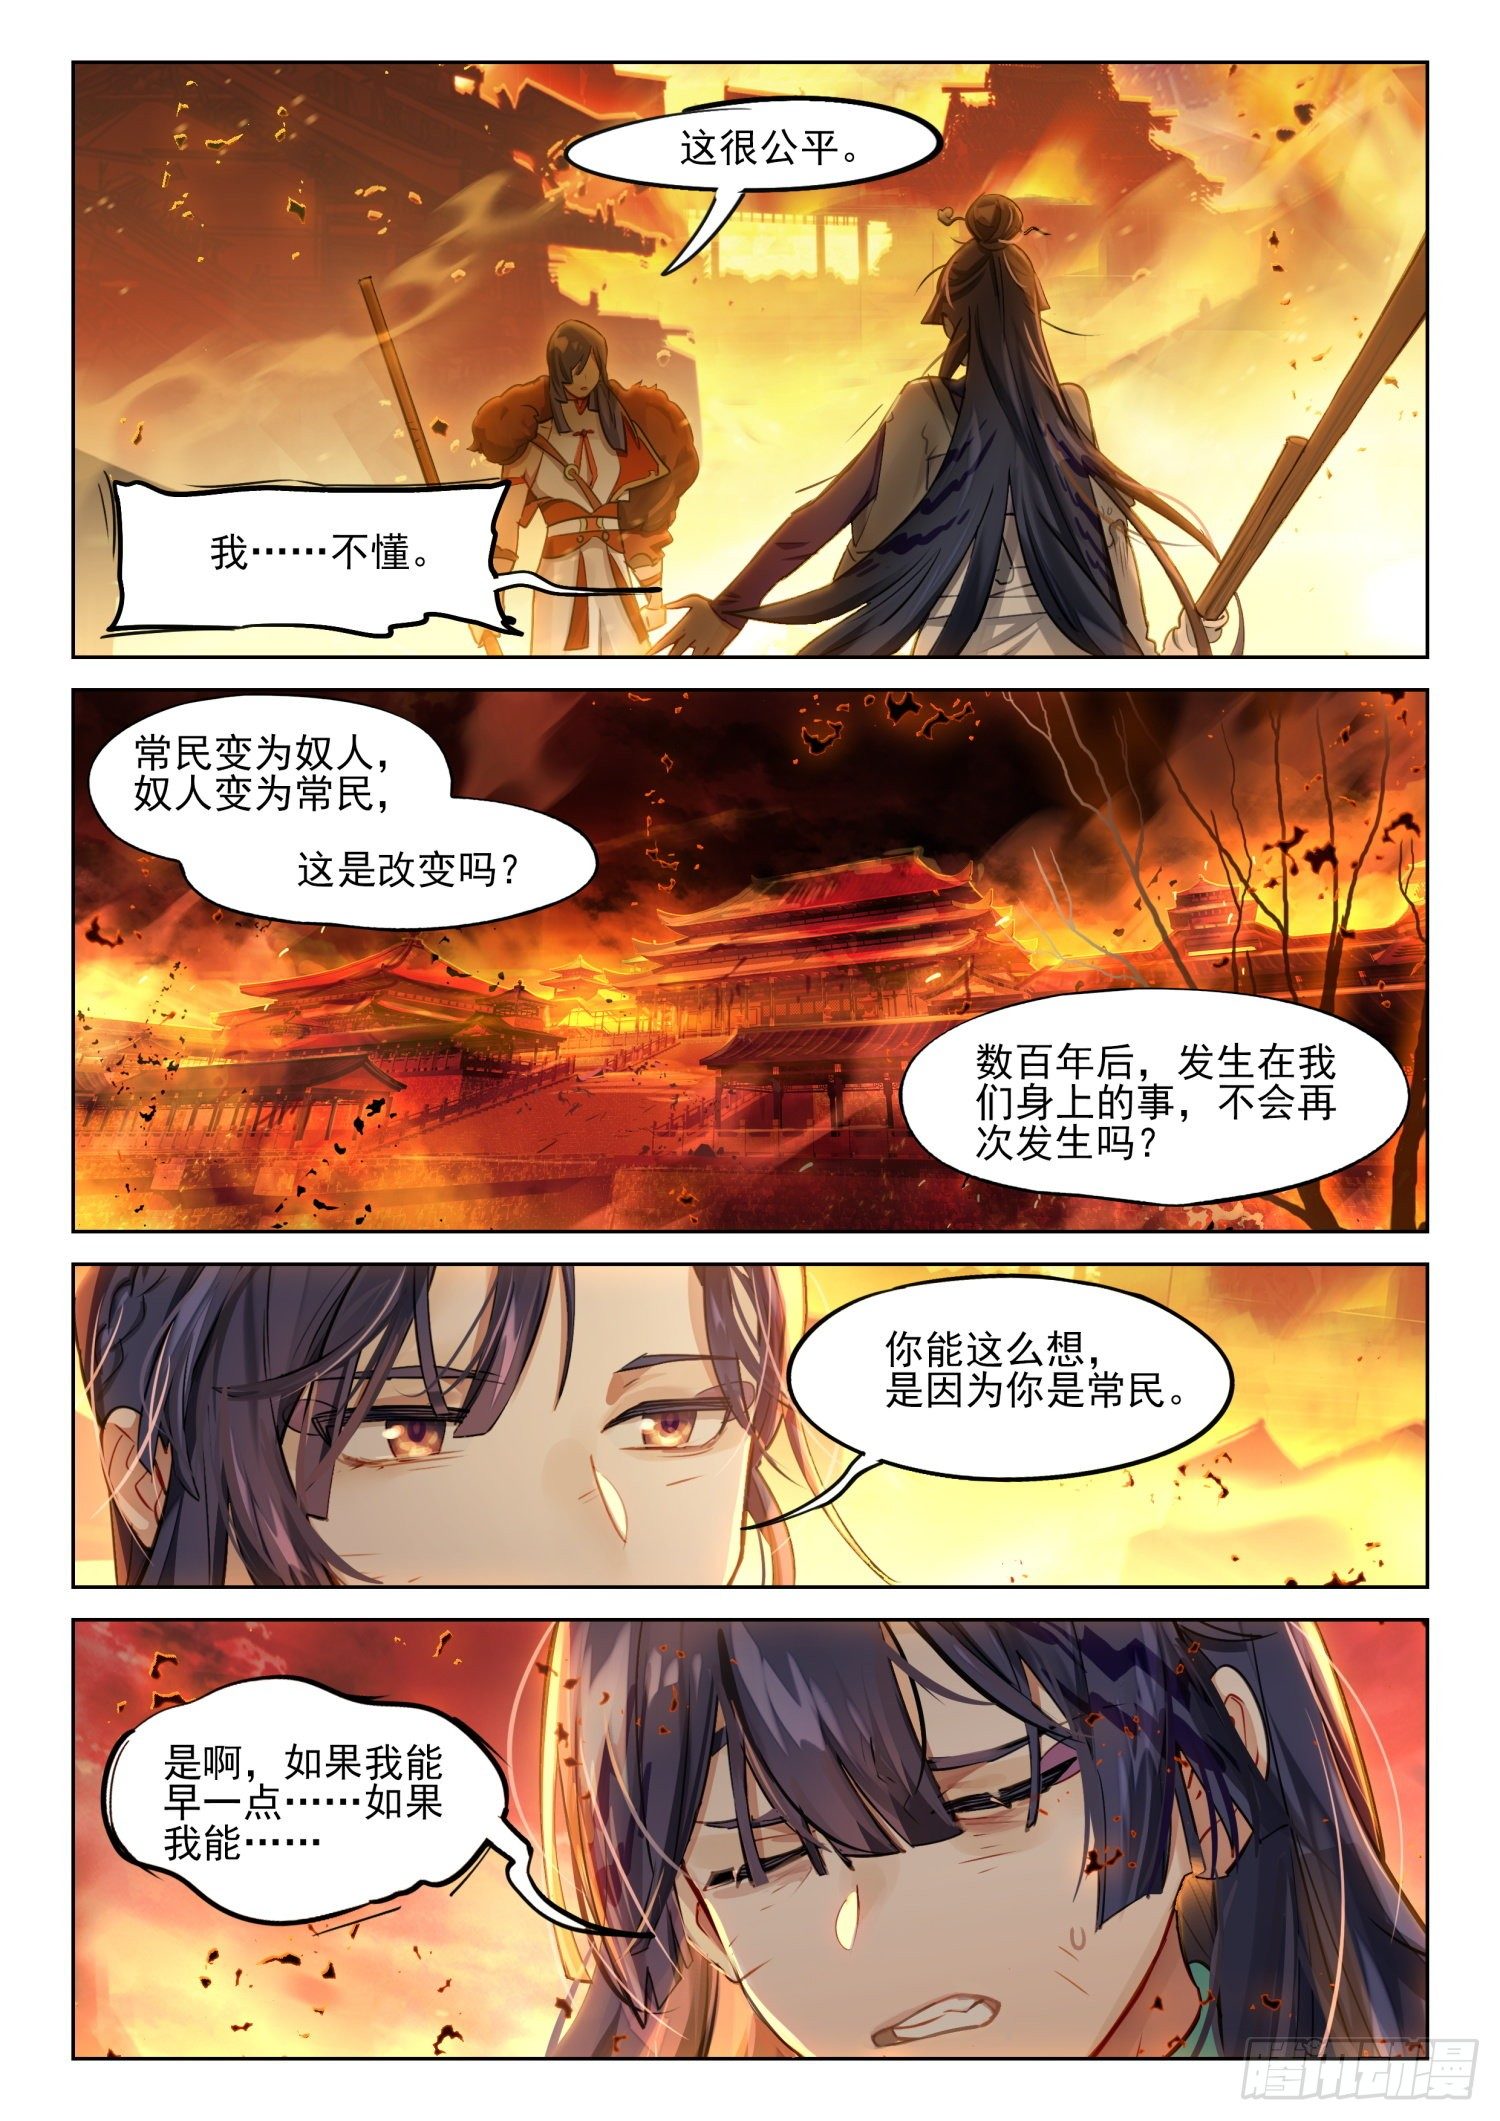 这很公平。
我……不懂。
常民变为奴人，
奴人变为常民，
这是改变吗？
数百年后，发生在我
们身上的事，不会再
次发生吗？
你能这么想，
是因为你是常民。
是啊，如果我能
早一点……如果
我能……
腾讯动漫